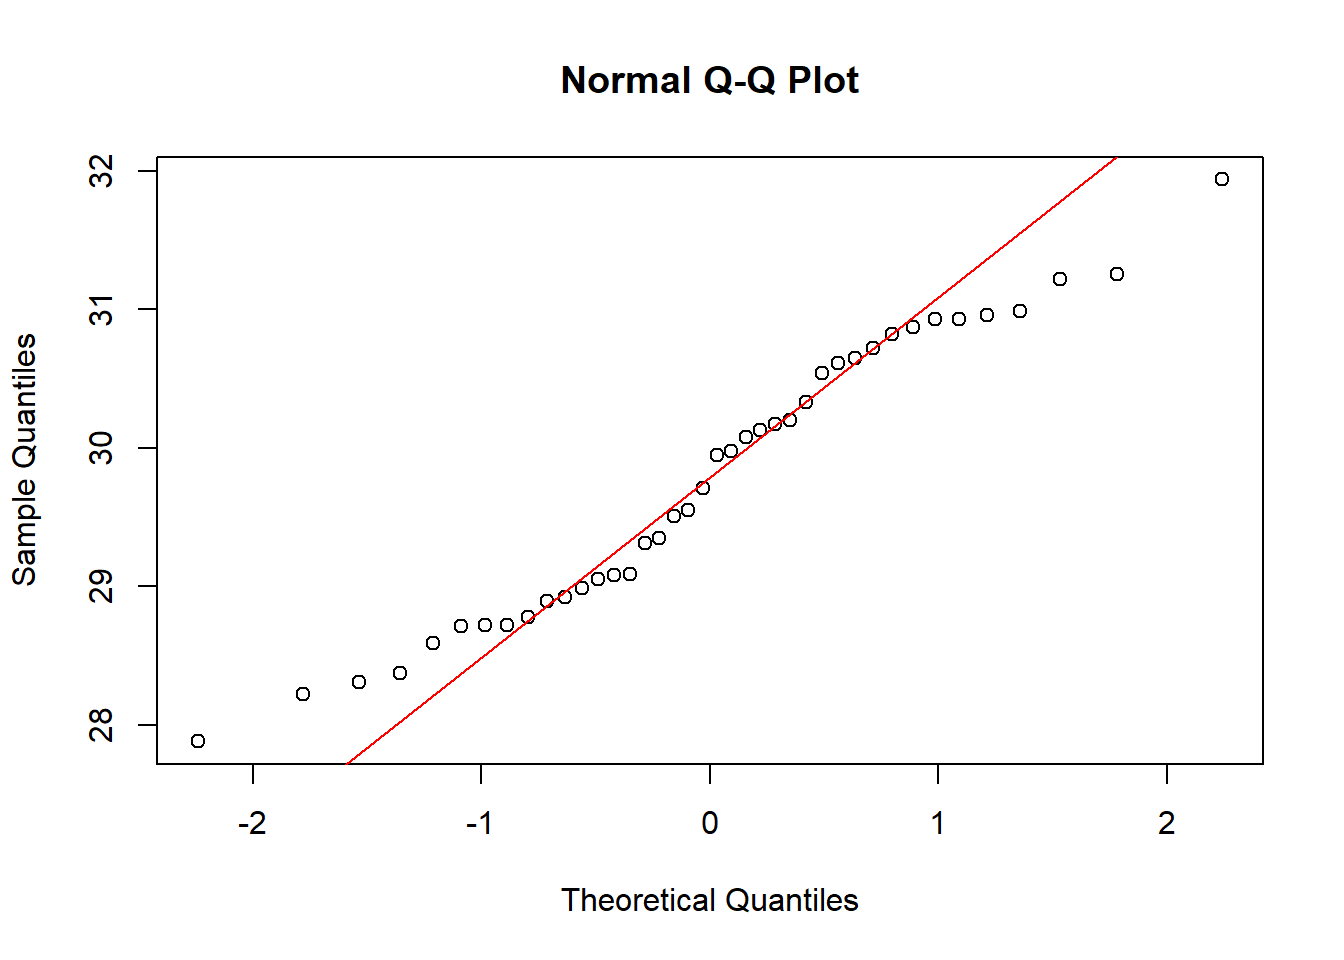 Normal Q-Q Plot
32
31
30
29
28
Sample Quantiles
-2 -1 0 1 2
Theoretical Quantiles